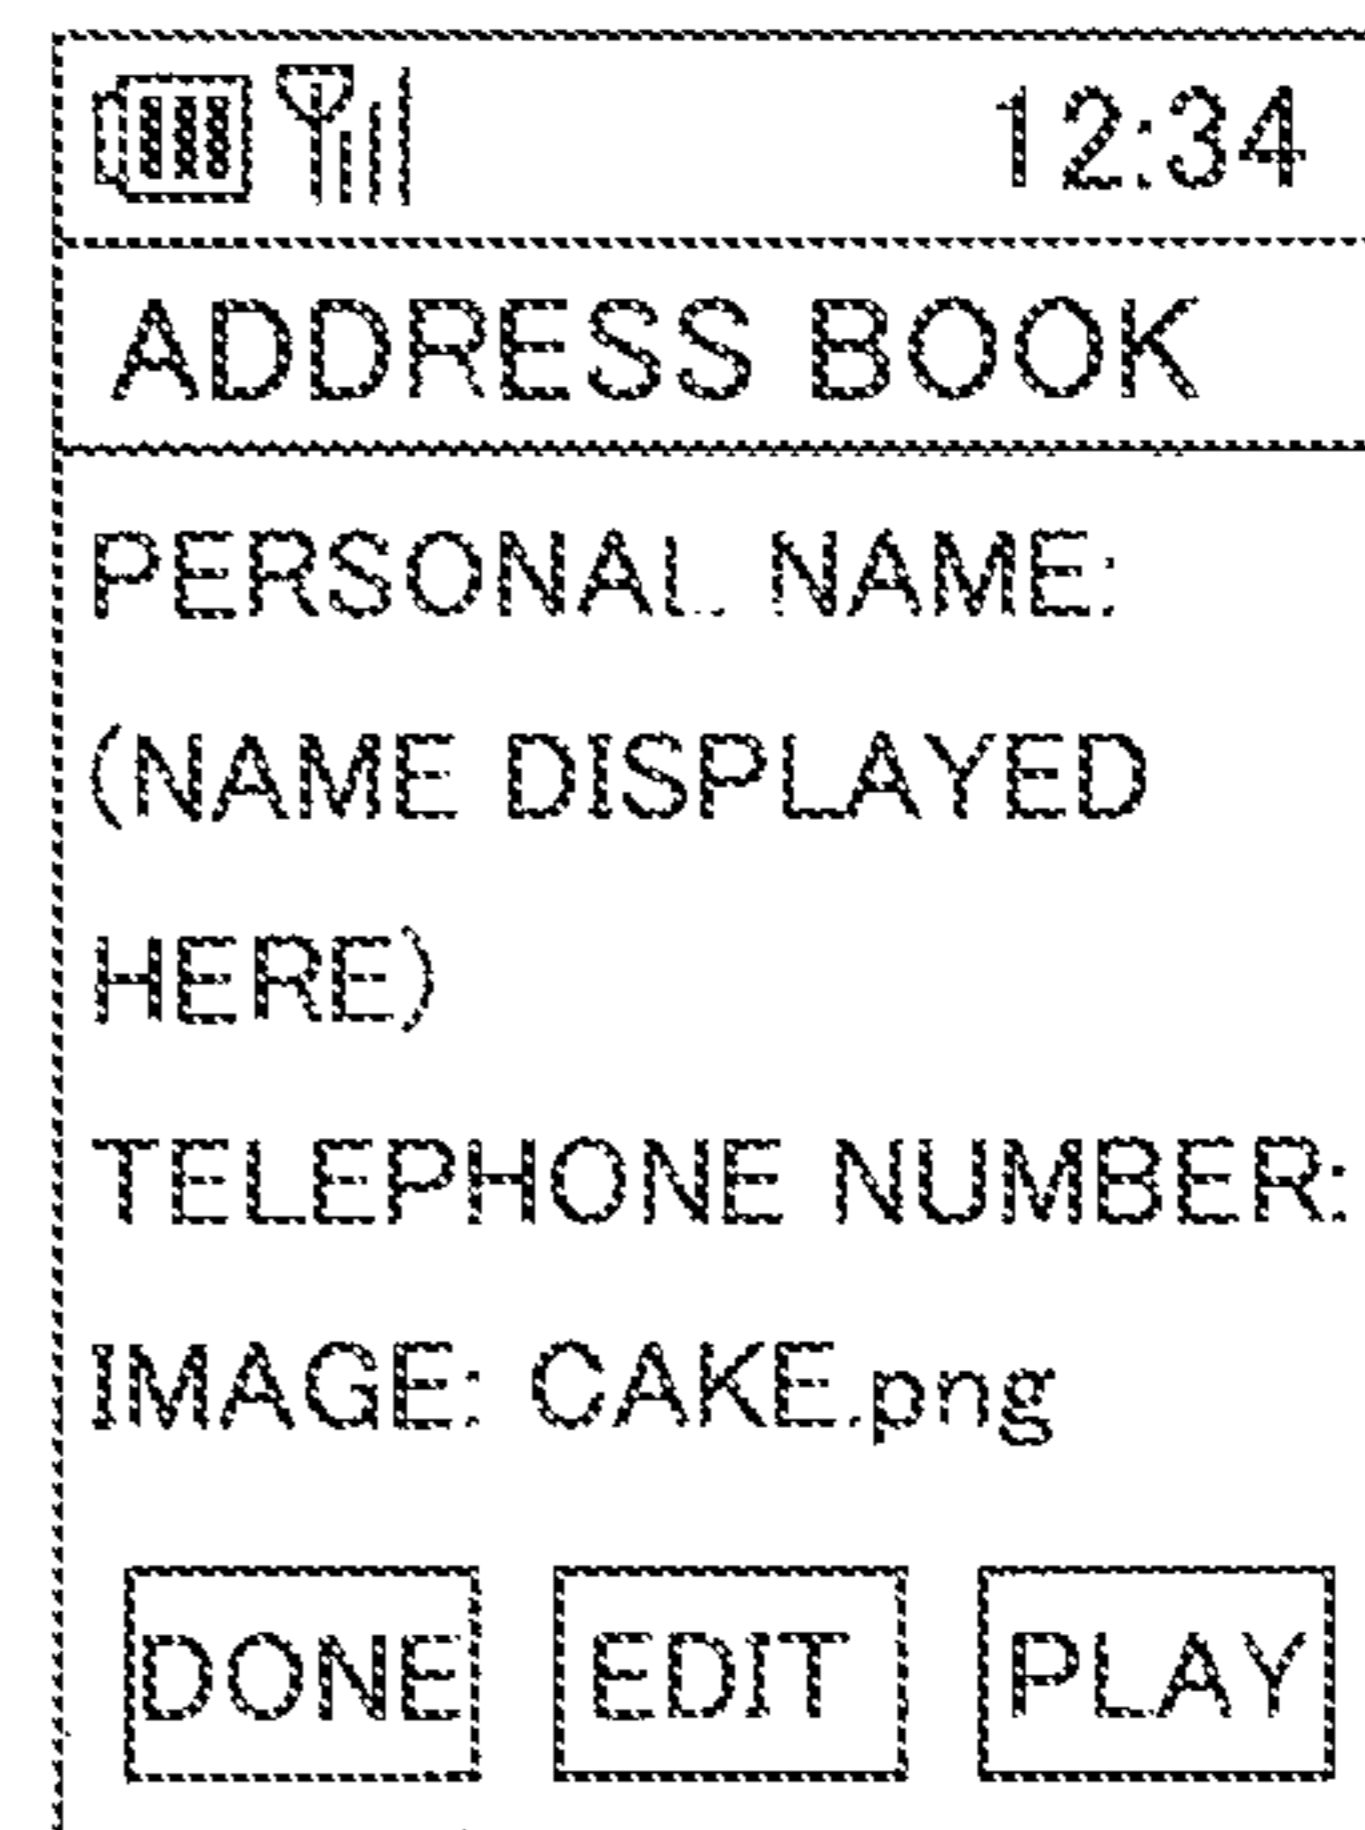 12:34
ADDRESS BOOK
PERSONAL NAME:
(NAME DISPLAYED
HERE)
TELEPHONE NUMBER:
IMAGE: CAKE.png
DONE EDIT PLAY